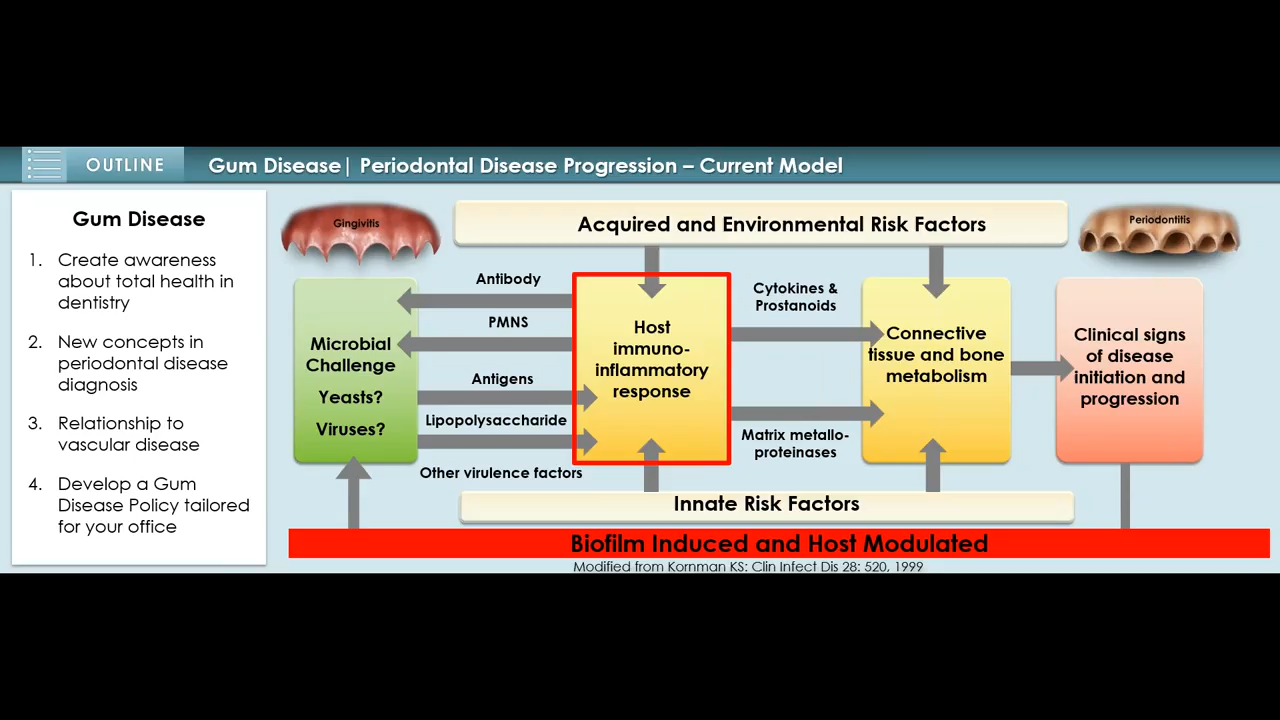 OUTLINE
Gum Disease| Periodontal Disease Progression – Current Model
Gum Disease
1. Create awareness
about total health in
dentistry
2. New concepts in
periodontal disease
diagnosis
3. Relationship to
vascular disease
4. Develop a Gum
Disease Policy tailored
for your office
Gingivitis
Acquired and Environmental Risk Factors
Periodontitis
Microbial
Challenge
Yeasts?
Viruses?
Antibody
PMNS
Antigens
Lipopolysaccharide
Other virulence factors
Host
immuno-
inflammatory
response
Cytokines &
Prostanoids
Matrix metallo-
proteinases
Connective
tissue and bone
metabolism
Clinical signs
of disease
initiation and
progression
Innate Risk Factors
Biofilm Induced and Host Modulated
Modified from Kornman KS: Clin Infect Dis 28: 520, 1999